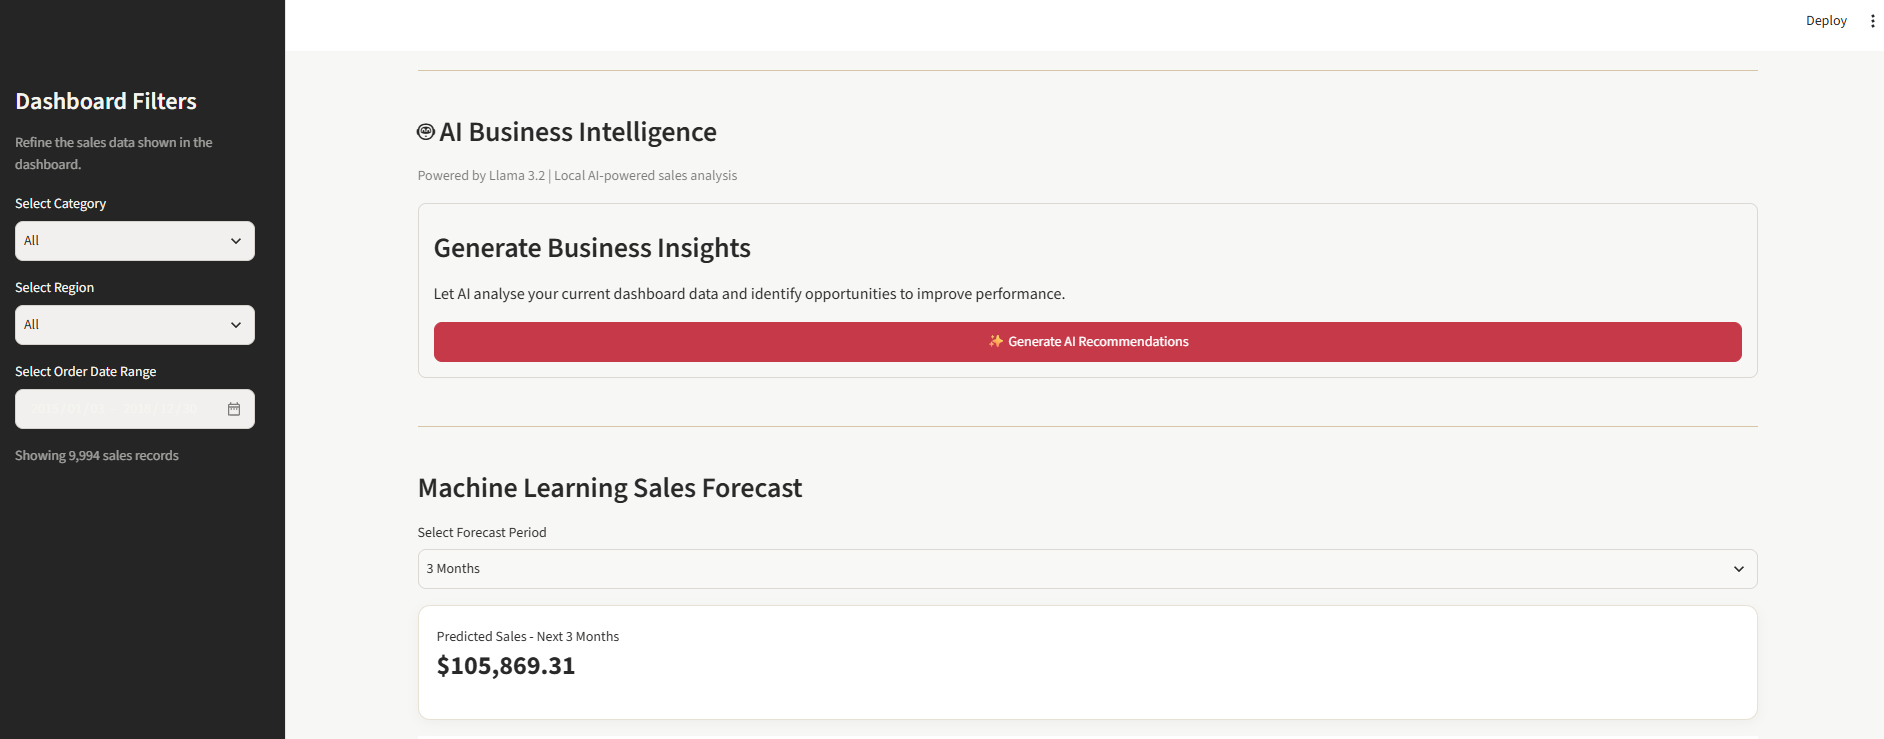 Deploy
Dashboard Filters
Refine the sales data shown in the
dashboard.
Select Category
All
Select Region
All
Select Order Date Range
Showing 9,994 sales records
AI Business Intelligence
Powered by Llama 3.2 | Local AI-powered sales analysis
Generate Business Insights
Let AI analyse your current dashboard data and identify opportunities to improve performance.
✨ Generate AI Recommendations
Machine Learning Sales Forecast
Select Forecast Period
3 Months
Predicted Sales - Next 3 Months
$105,869.31